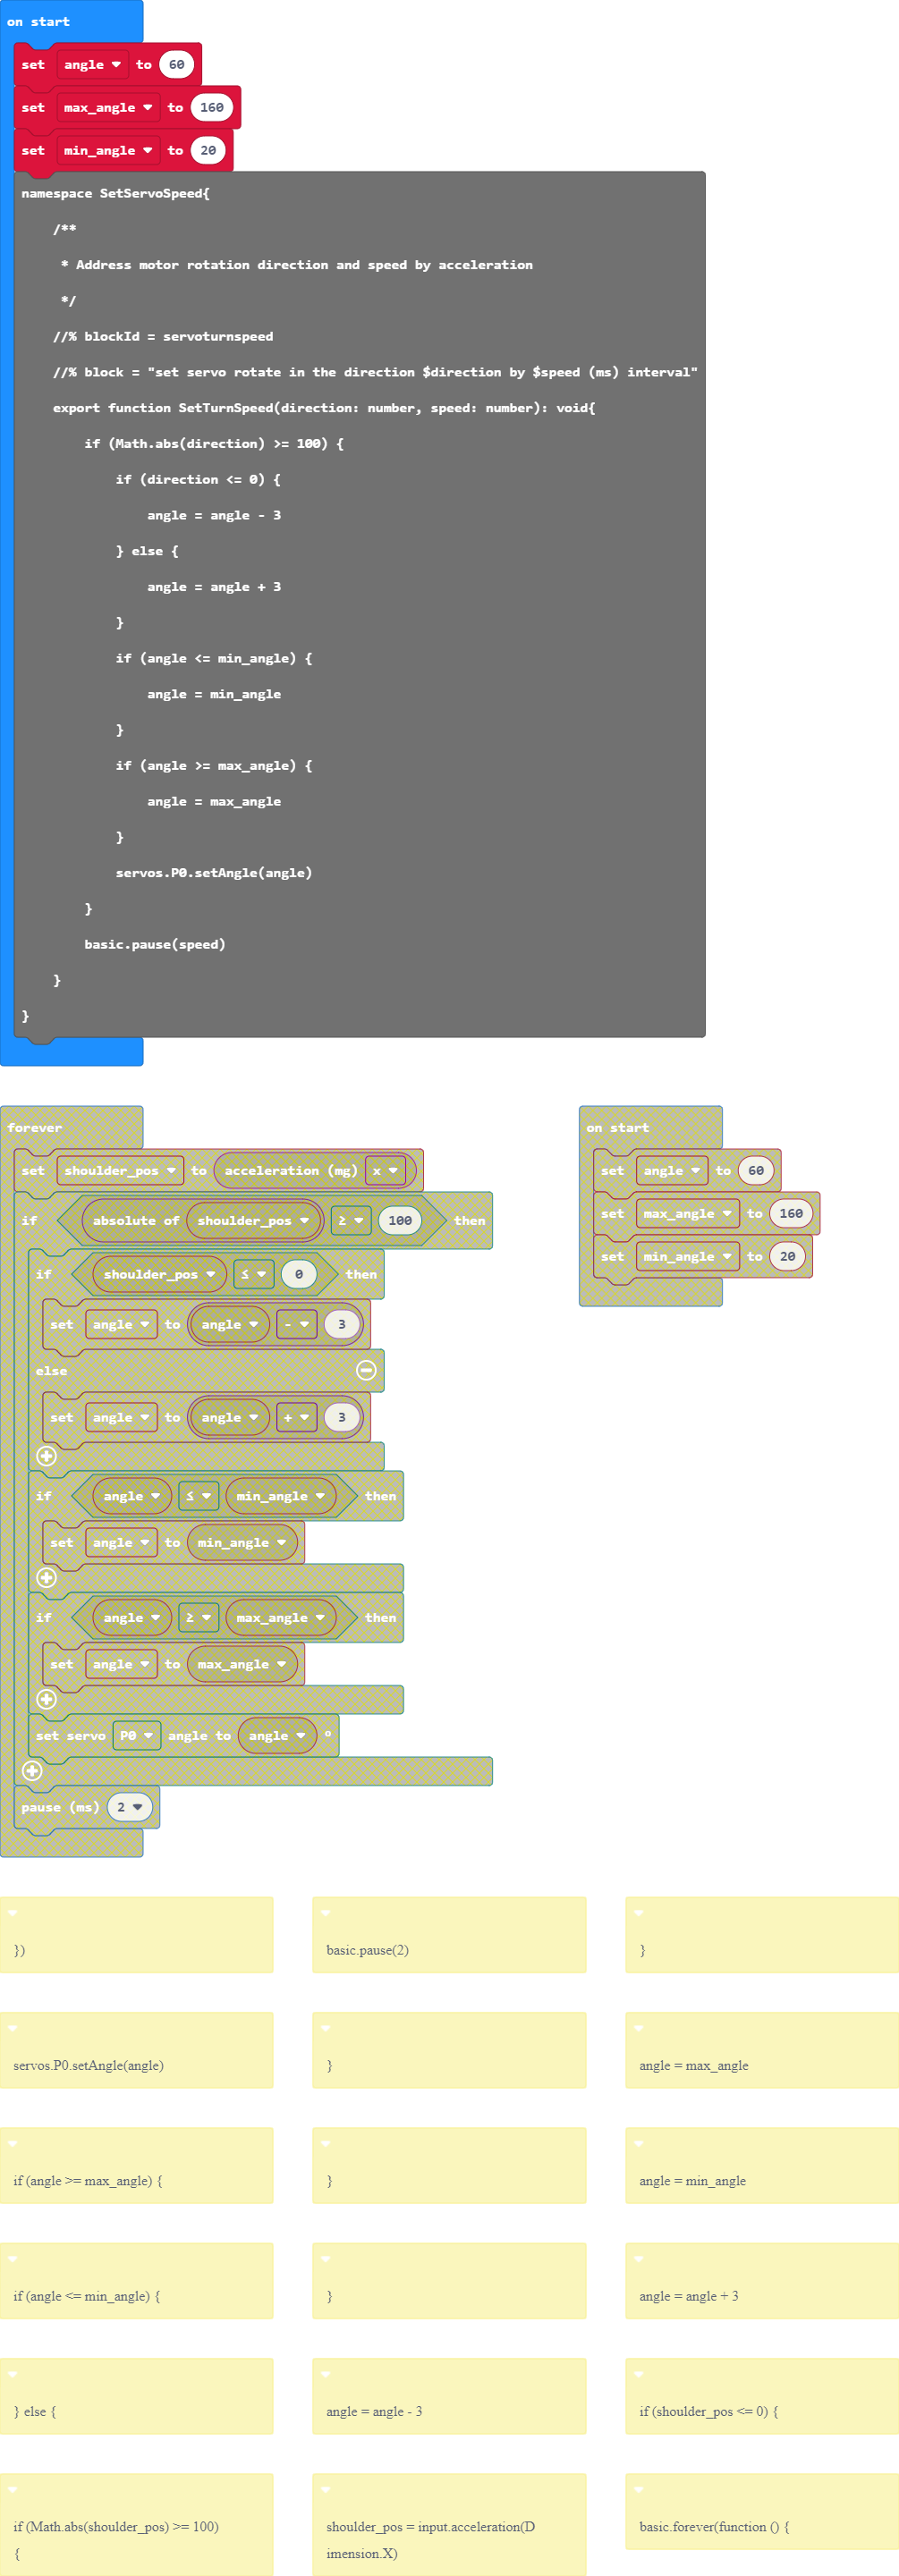 on start
set angle to 60
set max_angle to 160
set min_angle to 20
namespace SetServoSpeed{
/**
* Address motor rotation direction and speed by acceleration
*/
//% blockId = servoturnspeed
//% block = "set servo rotate in the direction $direction by $speed (ms) interval"
export function SetTurnSpeed(direction: number, speed: number): void{
if (Math.abs(direction) >= 100) {
if (direction <= 0) {
angle = angle - 3
} else {
angle = angle + 3
}
if (angle <= min_angle) {
angle = min_angle
}
if (angle >= max_angle) {
angle = max_angle
}
servos.P0.setAngle(angle)
}
basic.pause(speed)
}
}
forever
set shoulder_pos to acceleration (mg) x
if absolute of shoulder_pos ≥ 100 then
if shoulder_pos ≤ 0 then
set angle to angle - 3
else
set angle to angle + 3
if angle ≤ min_angle then
set angle to min_angle
if angle ≥ max_angle then
set angle to max_angle
set servo P0 angle to angle °
pause (ms) 2
on start
set angle to 60
set max_angle to 160
set min_angle to 20
})
basic.pause(2)
}
servos.P0.setAngle(angle)
}
angle = max_angle
if (angle >= max_angle) {
}
angle = min_angle
if (angle <= min_angle) {
}
angle = angle + 3
} else {
angle = angle - 3
if (shoulder_pos <= 0) {
if (Math.abs(shoulder_pos) >= 100)
{
shoulder_pos = input.acceleration(D
imension.X)
basic.forever(function () {